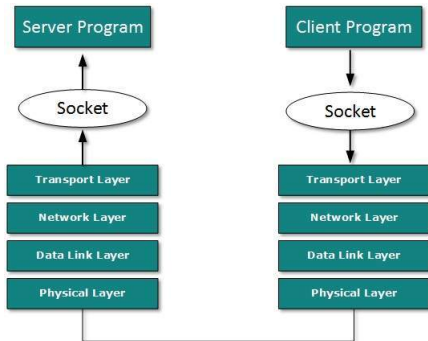 Server Program
Client Program
Socket
Socket
Transport Layer
Transport Layer
Network Layer
Network Layer
Data Link Layer
Data Link Layer
Physical Layer
Physical Layer